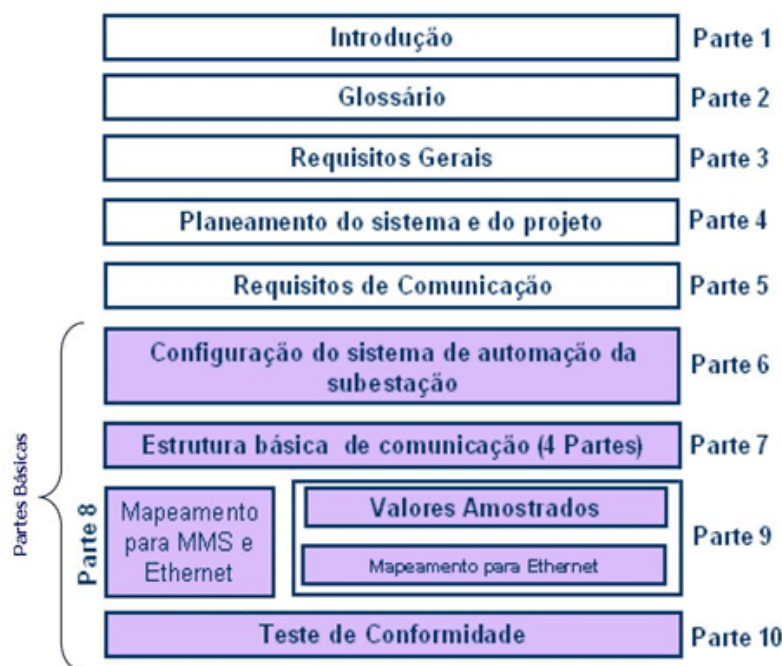 Introdução
Parte 1
Glossário
Parte 2
Requisitos Gerais
Parte 3
Planeamento do sistema e do projeto
Parte 4
Requisitos de Comunicação
Parte 5
Partes Básicas
Configuração do sistema de automação da
subestação
Parte 6
Estrutura básica de comunicação (4 Partes)
Parte 7
Parte 8
Mapeamento
para MMS e
Ethernet
Valores Amostrados
Mapeamento para Ethernet
Parte 9
Teste de Conformidade
Parte 10